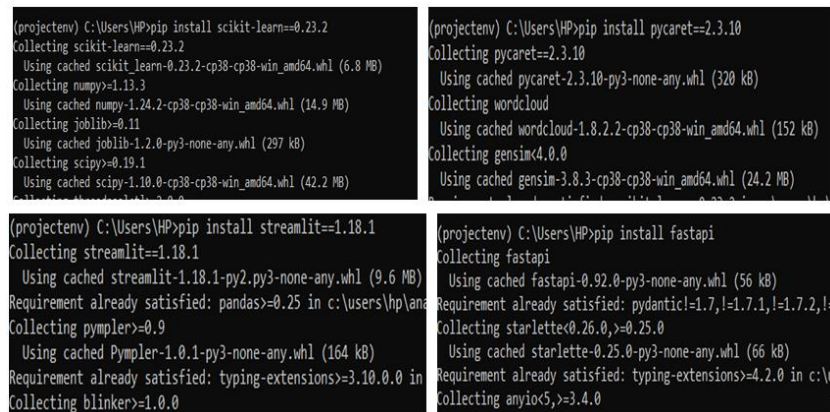 (projectenv) C:\Users\HP>pip install scikit-learn==0.23.2
Collecting scikit-learn==0.23.2
Using cached scikit_learn-0.23.2-cp38-cp38-win_amd64.whl (6.8 MB)
Collecting numpy>=1.13.3
Using cached numpy-1.24.2-cp38-cp38-win_amd64.whl (14.9 MB)
Collecting joblib>=0.11
Using cached joblib-1.2.0-py3-none-any.whl (297 kB)
Collecting scipy>=0.19.1
Using cached scipy-1.10.0-cp38-cp38-win_amd64.whl (42.2 MB)
(projectenv) C:\Users\HP>pip install pycaret==2.3.10
Collecting pycaret==2.3.10
Using cached pycaret-2.3.10-py3-none-any.whl (320 kB)
Collecting wordcloud
Using cached wordcloud-1.8.2.2-cp38-cp38-win_amd64.whl (152 kB)
Collecting gensim<4.0.0
Using cached gensim-3.8.3-cp38-cp38-win_amd64.whl (24.2 MB)
(projectenv) C:\Users\HP>pip install streamlit==1.18.1
Collecting streamlit==1.18.1
Using cached streamlit-1.18.1-py2.py3-none-any.whl (9.6 MB)
Requirement already satisfied: pandas>=0.25 in c:\users\hp\ana
Collecting pympler>=0.9
Using cached Pympler-1.0.1-py3-none-any.whl (164 kB)
Requirement already satisfied: typing-extensions>=3.10.0.0 in
Collecting blinker>=1.0.0
(projectenv) C:\Users\HP>pip install fastapi
Collecting fastapi
Using cached fastapi-0.92.0-py3-none-any.whl (56 kB)
Requirement already satisfied: pydantic!=1.7,!=1.7.1,!=1.7.2,!=
Collecting starlette<0.26.0,>=0.25.0
Using cached starlette-0.25.0-py3-none-any.whl (66 kB)
Requirement already satisfied: typing-extensions>=4.2.0 in c:\
Collecting anyio<5,>=3.4.0